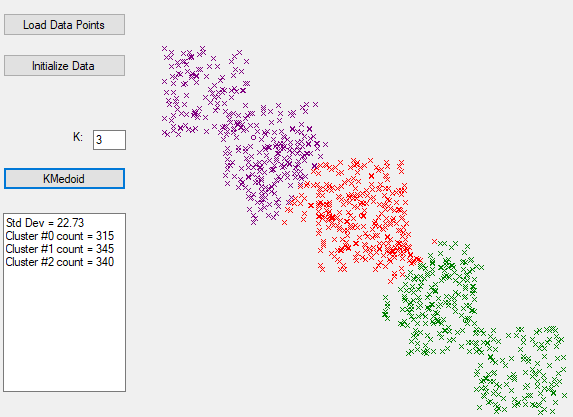 Load Data Points
Initialize Data
K: 3
KMedoid
Std Dev = 22.73
Cluster #0 count = 315
Cluster #1 count = 345
Cluster #2 count = 340